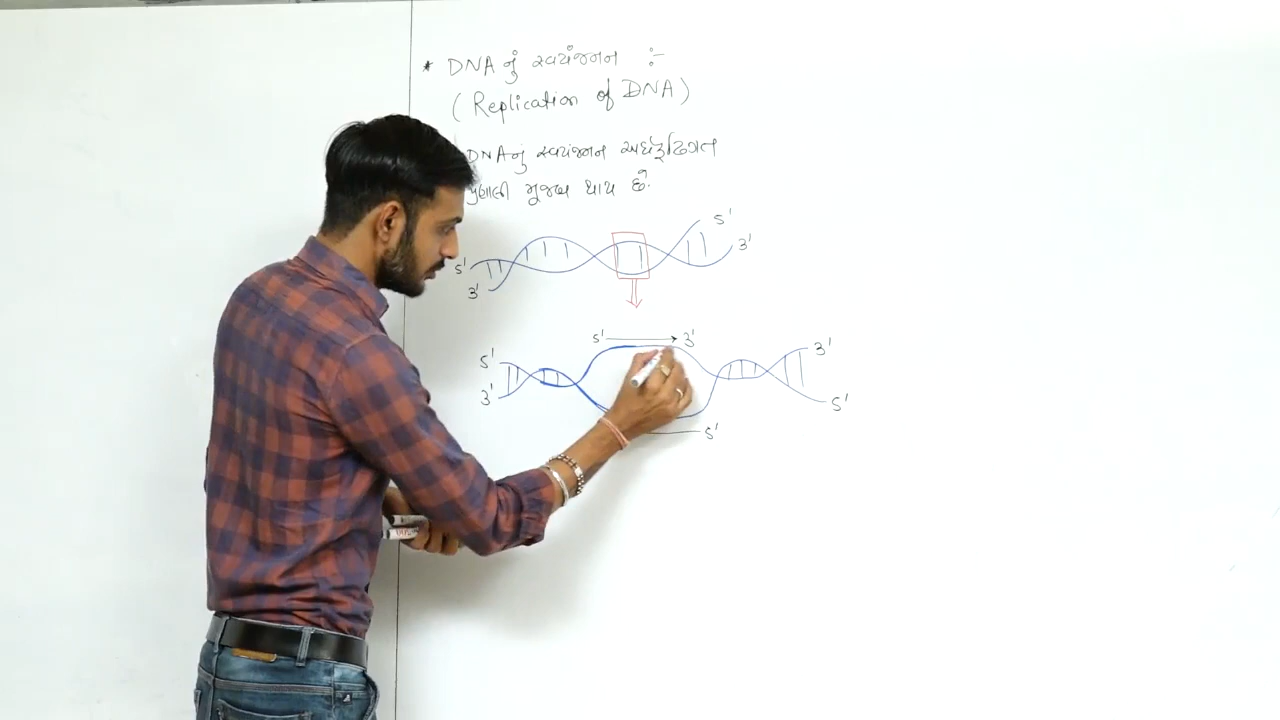 * DNA નું સ્વયંજનન :-
(Replication of DNA)
DNA નું સ્વયંજનન અર્ધરૂઢિગત
પ્રણાલી મુજબ થાય છે.
5' 3'
5' 3'
5' 3'
5' 3'
3' 5'
5'